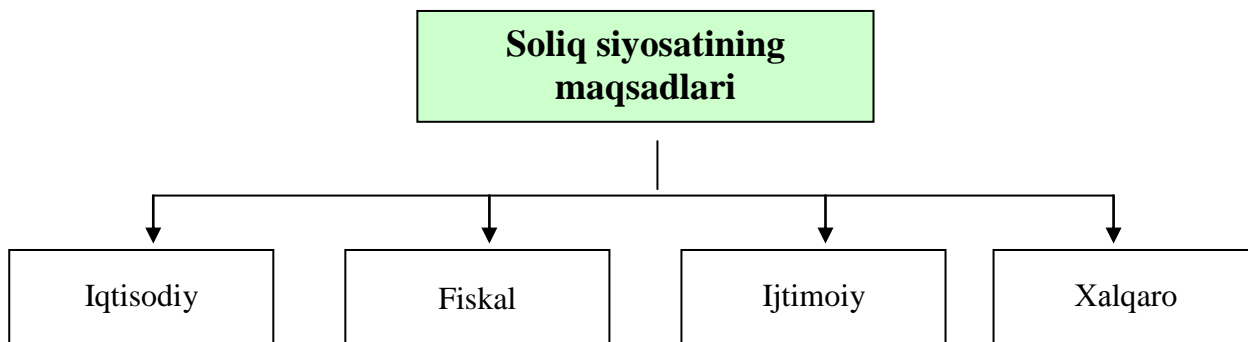 Soliq siyosatining
maqsadlari
Iqtisodiy
Fiskal
Ijtimoiy
Xalqaro